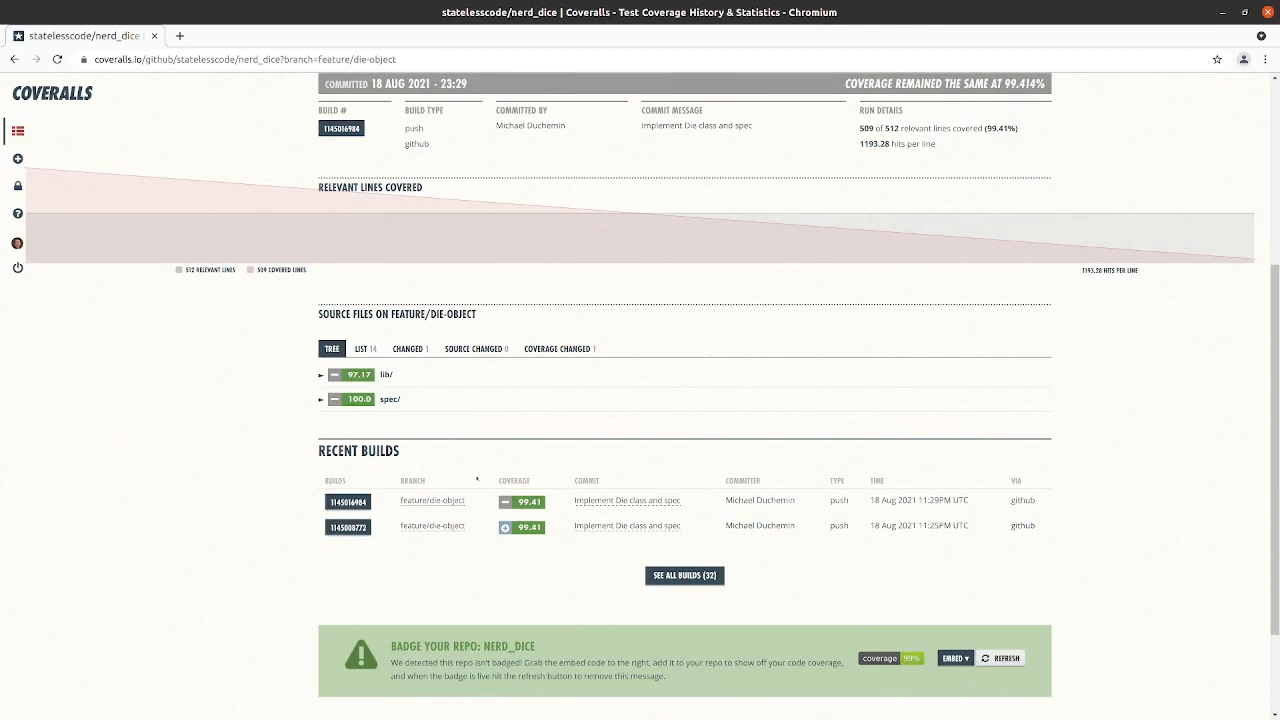 statelesscode/nerd_dice | Coveralls - Test Coverage History & Statistics - Chromium
statelesscode/nerd_dice |
coveralls.io/github/statelesscode/nerd_dice?branch=feature/die-object
COVERALLS
COMMITTED 18 AUG 2021 - 23:29 COVERAGE REMAINED THE SAME AT 99.414%
BUILD # BUILD TYPE COMMITTED BY COMMIT MESSAGE RUN DETAILS
1145016984 push Michael Duchemin Implement Die class and spec 509 of 512 relevant lines covered (99.41%)
github 1193.28 hits per line
RELEVANT LINES COVERED
512 RELEVANT LINES 509 COVERED LINES 1193.28 HITS PER LINE
SOURCE FILES ON FEATURE/DIE-OBJECT
TREE LIST 14 CHANGED 1 SOURCE CHANGED 0 COVERAGE CHANGED 1
97.17 lib/
100.0 spec/
RECENT BUILDS
BUILDS BRANCH COVERAGE COMMIT COMMITTER TYPE TIME VIA
1145016984 feature/die-object 99.41 Implement Die class and spec Michael Duchemin push 18 Aug 2021 11:29PM UTC github
1145008772 feature/die-object 99.41 Implement Die class and spec Michael Duchemin push 18 Aug 2021 11:25PM UTC github
SEE ALL BUILDS (32)
BADGE YOUR REPO: NERD_DICE
We detected this repo isn't badged! Grab the embed code to the right, add it to your repo to show off your code coverage,
and when the badge is live hit the refresh button to remove this message.
coverage 99% EMBED ▾ REFRESH